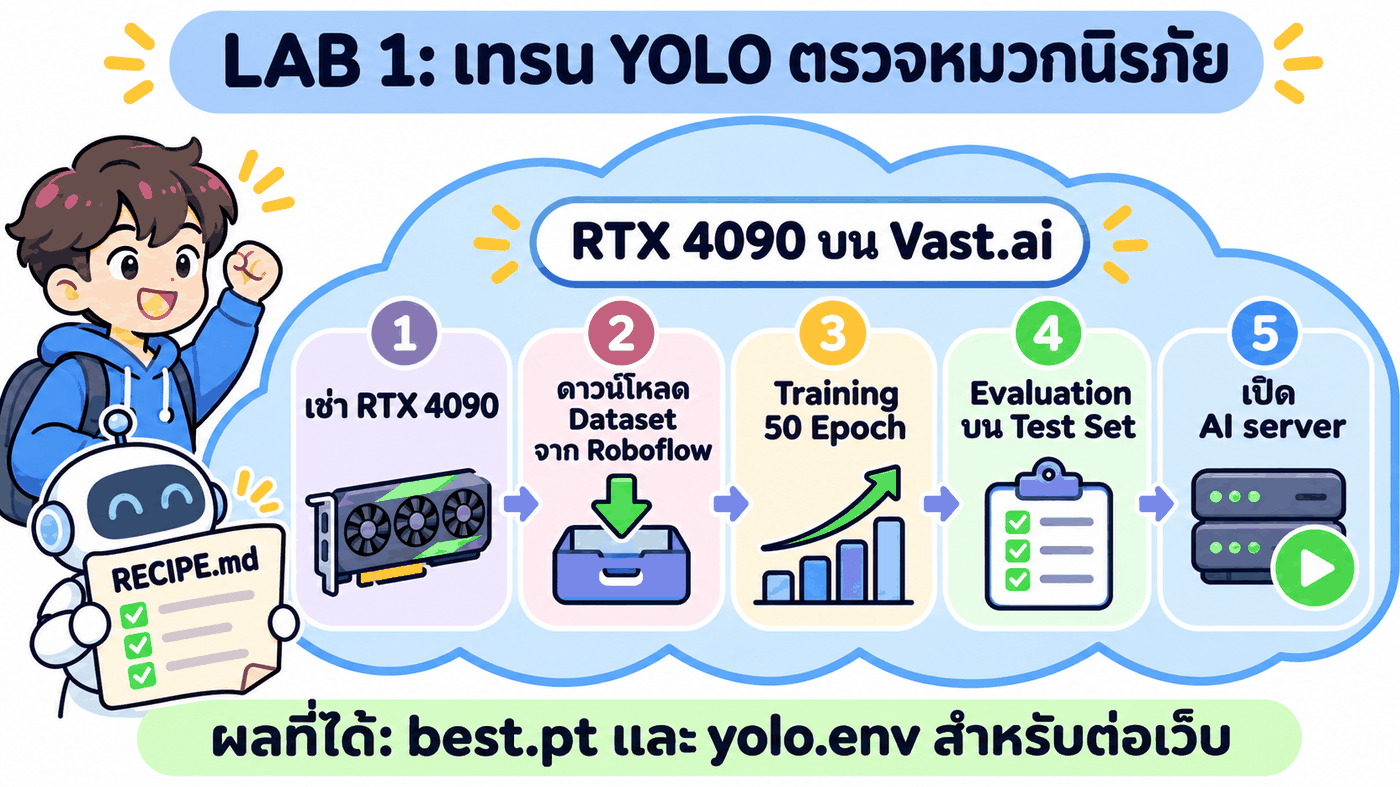 LAB 1: เทรน YOLO ตรวจหมวกนิรภัย
RTX 4090 บน Vast.ai
1
เช่า RTX 4090
2
ดาวน์โหลด
Dataset
จาก Roboflow
3
Training
50 Epoch
4
Evaluation
บน Test Set
5
เปิด
AI server
RECIPE.md
ผลที่ได้: best.pt และ yolo.env สำหรับต่อเว็บ